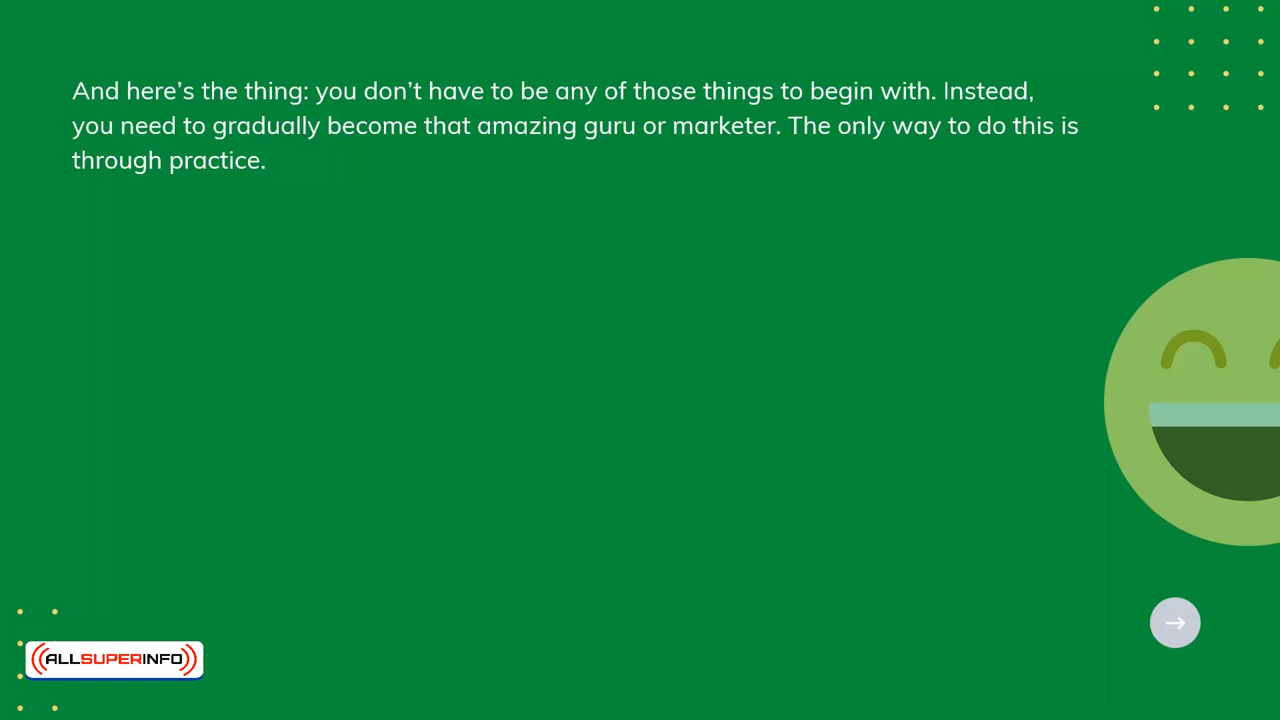 And here’s the thing: you don’t have to be any of those things to begin with. Instead,
you need to gradually become that amazing guru or marketer. The only way to do this is
through practice.
ALLSUPERINFO